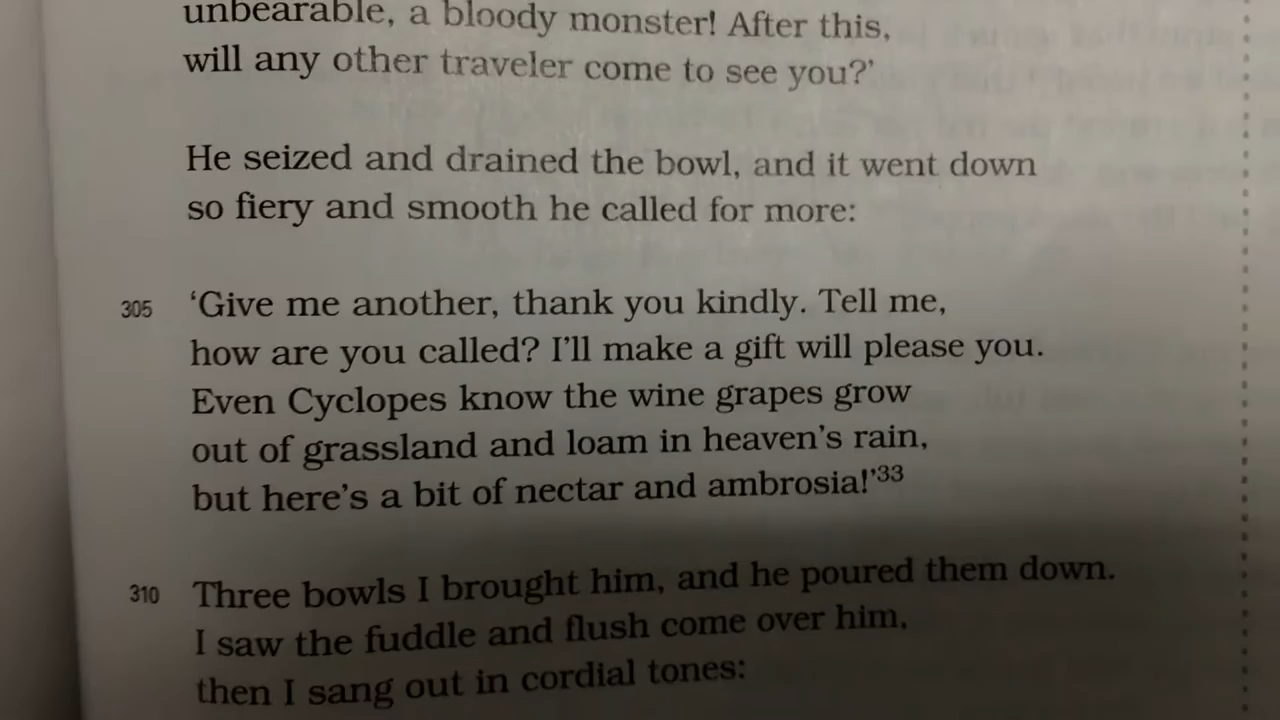 unbearable, a bloody monster! After this,
will any other traveler come to see you?’
He seized and drained the bowl, and it went down
so fiery and smooth he called for more:
305 ‘Give me another, thank you kindly. Tell me,
how are you called? I’ll make a gift will please you.
Even Cyclopes know the wine grapes grow
out of grassland and loam in heaven’s rain,
but here’s a bit of nectar and ambrosia!’33
310 Three bowls I brought him, and he poured them down.
I saw the fuddle and flush come over him,
then I sang out in cordial tones: